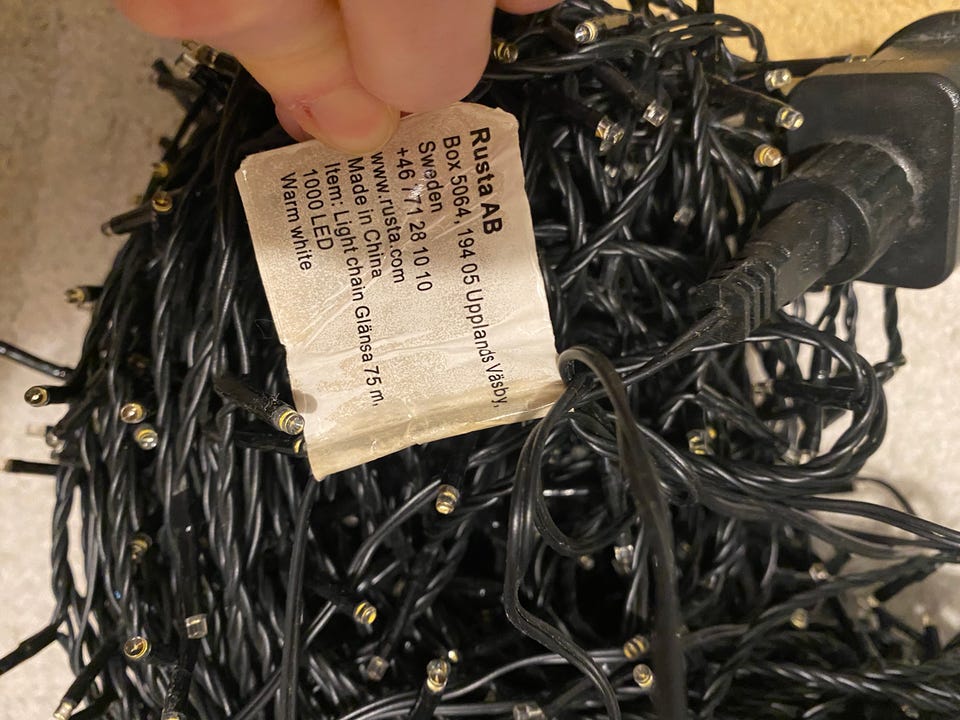 Rusta AB
Box 5064, 194 05 Upplands Väsby,
Sweden
+46 771 28 10 10
www.rusta.com
Made in China
Item: Light chain Glänsa 75 m,
1000 LED
Warm white